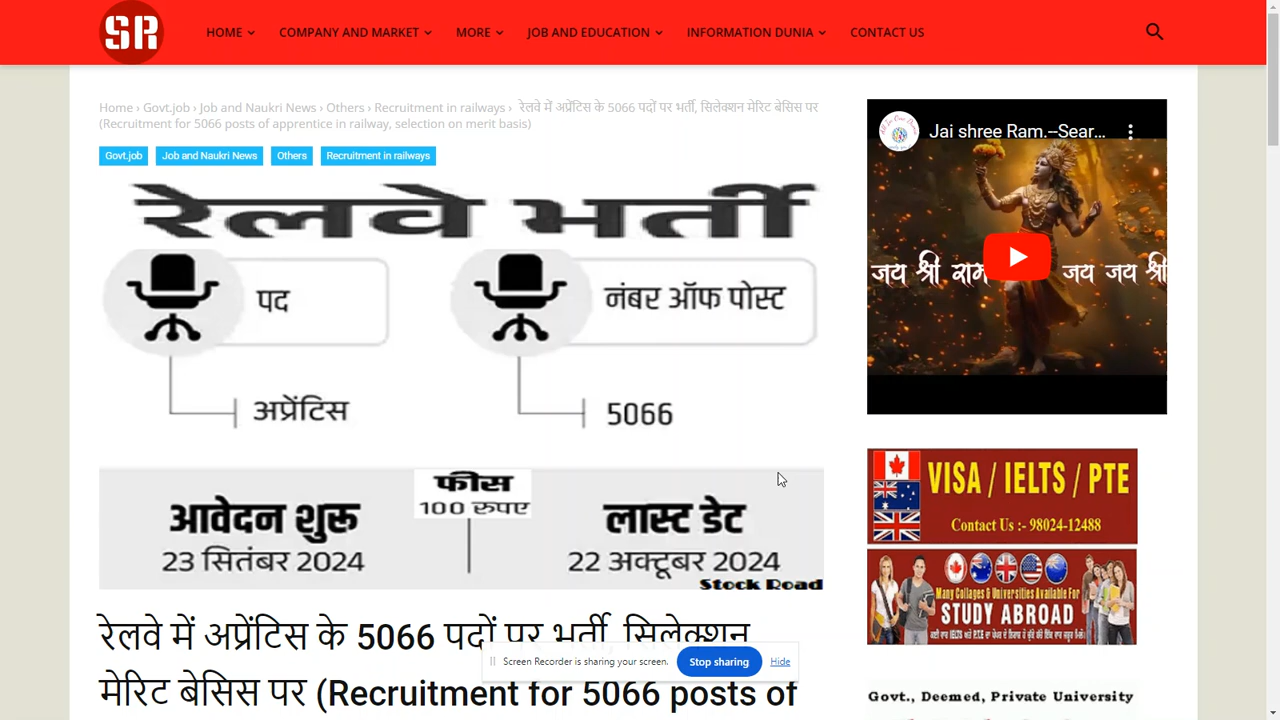 SR
HOME
COMPANY AND MARKET
MORE
JOB AND EDUCATION
INFORMATION DUNIA
CONTACT US
Home › Govt.job › Job and Naukri News › Others › Recruitment in railways › रेलवे में अप्रेंटिस के 5066 पदों पर भर्ती, सिलेक्शन मेरिट बेसिस पर
(Recruitment for 5066 posts of apprentice in railway, selection on merit basis)
Govt.job
Job and Naukri News
Others
Recruitment in railways
रेलवे भर्ती
पद
नंबर ऑफ पोस्ट
अप्रेंटिस
5066
फीस
100 रुपए
आवेदन शुरू
23 सितंबर 2024
लास्ट डेट
22 अक्टूबर 2024
Stock Road
रेलवे में अप्रेंटिस के 5066 पदों पर भर्ती, सिलेक्शन
मेरिट बेसिस पर (Recruitment for 5066 posts of
Screen Recorder is sharing your screen.
Stop sharing
Hide
Jai shree Ram.–Sear...
जय श्री राम
जय जय श्री
VISA / IELTS / PTE
Contact Us :- 98024-12488
Many Collages & Universities Available For
STUDY ABROAD
Govt., Deemed, Private University